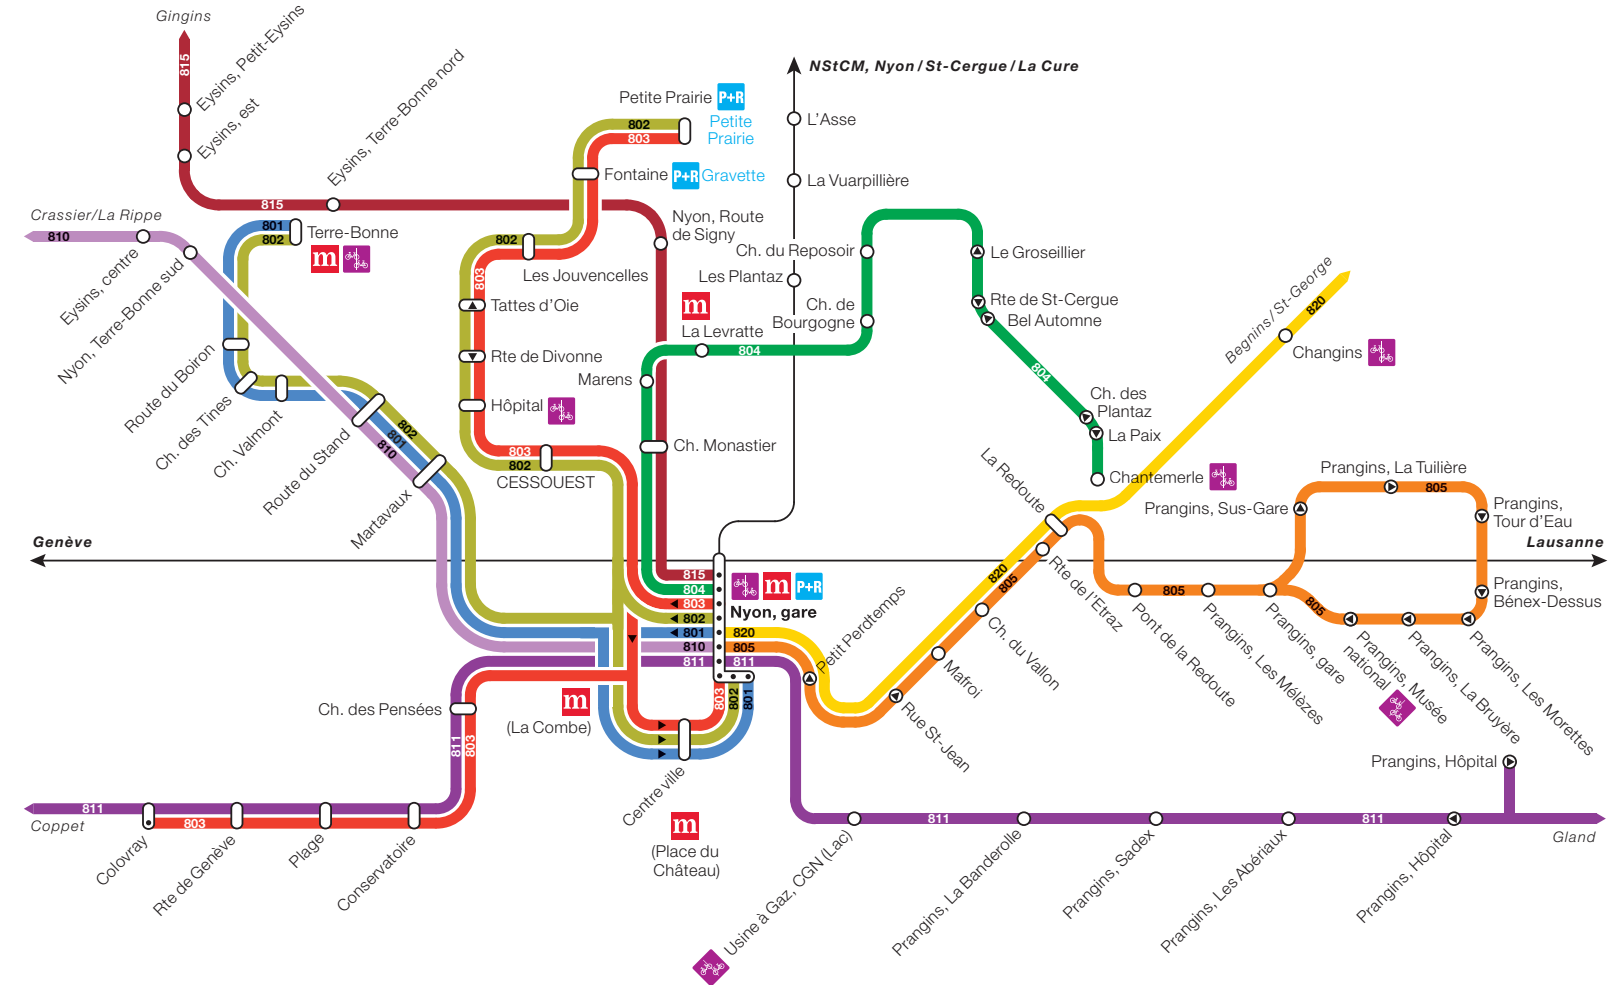 Gingins
815
Eysins, Petit-Eysins
Eysins, est
Eysins, Terre-Bonne nord
815
Crassier/La Rippe
810
Eysins, centre
Nyon, Terre-Bonne sud
801
802
Terre-Bonne
m
Route du Boiron
Ch. des Tines
Ch. Valmont
Route du Stand
Martavaux
802
801
810
Petite Prairie P+R
Petite
Prairie
802
803
Fontaine P+R Gravette
802
803
Les Jouvencelles
Tattes d'Oie
Rte de Divonne
Hôpital
803
802
CESSOUEST
NStCM, Nyon / St-Cergue / La Cure
L'Asse
La Vuarpillière
Nyon, Route
de Signy
Les Plantaz
m
La Levratte
804
Marens
Ch. Monastier
Ch. du Reposoir
Ch. de
Bourgogne
Le Groseillier
Rte de St-Cergue
Bel Automne
804
Ch. des
Plantaz
La Paix
Chantemerle
Begnins / St-George
820
Changins
La Redoute
Prangins, La Tuilière
805
Prangins, Sus-Gare
Prangins,
Tour d'Eau
Genève
Lausanne
815
804
803
802
801
810
811
m P+R
Nyon, gare
820
805
811
Petit Perdtemps
820
805
Rte de l'Etraz
Ch. du Vallon
Mafroi
Rue St-Jean
805
Pont de la Redoute
Prangins, Les Mélèzes
Prangins, gare
805
Prangins,
Bénex-Dessus
Prangins, Musée
national
Prangins, La Bruyère
Prangins, Les Morettes
Ch. des Pensées
m
(La Combe)
803
802
801
811
803
Centre ville
m
(Place du
Château)
811
Coppet
803
Colovray
Rte de Genève
Plage
Conservatoire
Prangins, Hôpital
811
811
Gland
Usine à Gaz, CGN (Lac)
Prangins, La Banderolle
Prangins, Sadex
Prangins, Les Abériaux
Prangins, Hôpital